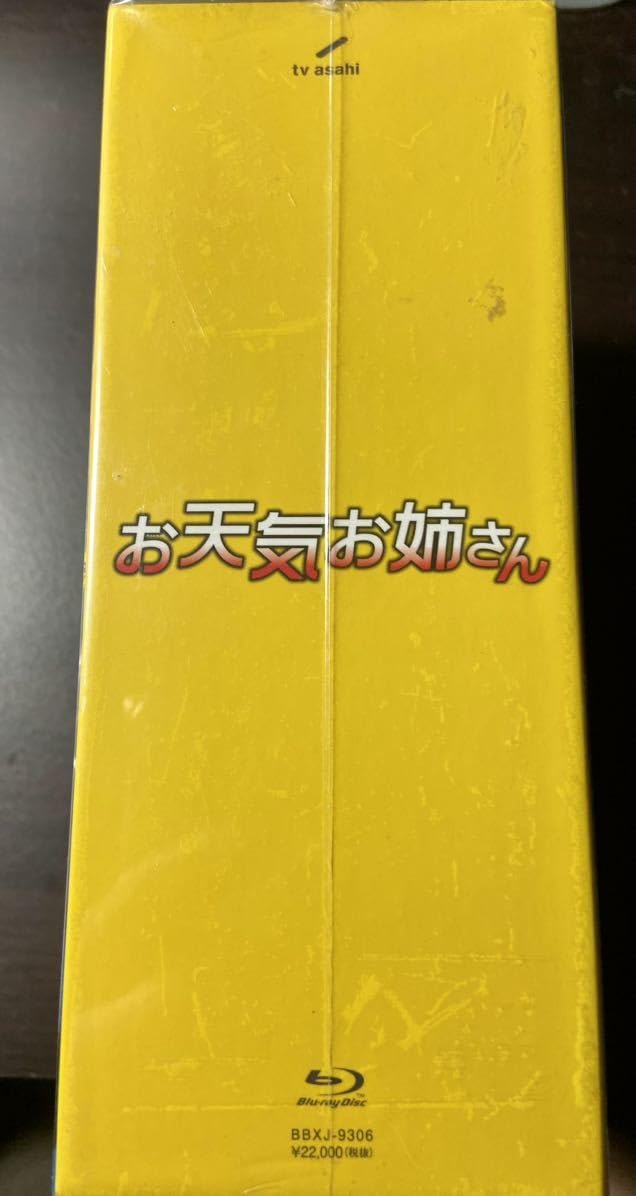 tv asahi
お天気お姉さん
Blu-ray Disc
BBXJ-9306
¥22,000(税抜)